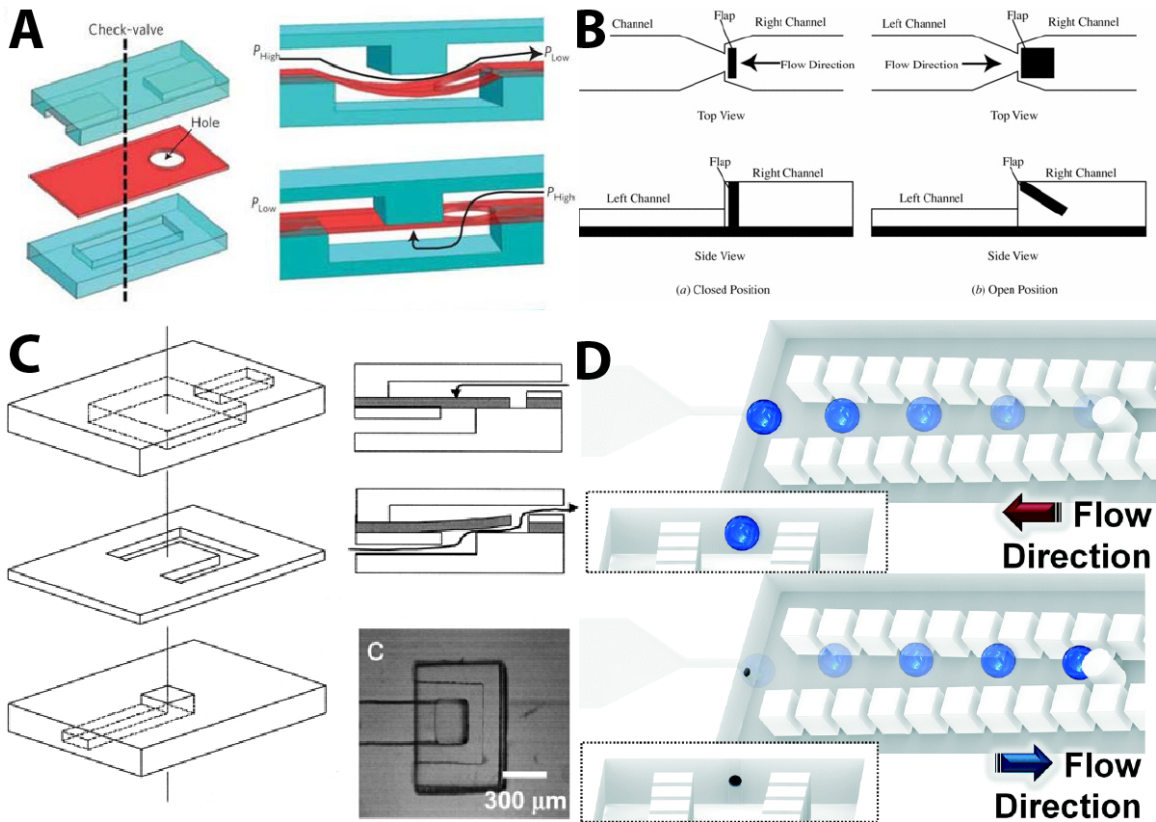 A
Check-valve
Hole
P_High
P_Low
P_Low
P_High
B
Channel
Flap
Right Channel
Flow Direction
Top View
Left Channel
Flap
Right Channel
Flow Direction
Top View
Flap
Right Channel
Left Channel
Side View
(a) Closed Position
Flap
Right Channel
Left Channel
Side View
(b) Open Position
C
C
300 µm
D
Flow
Direction
Flow
Direction